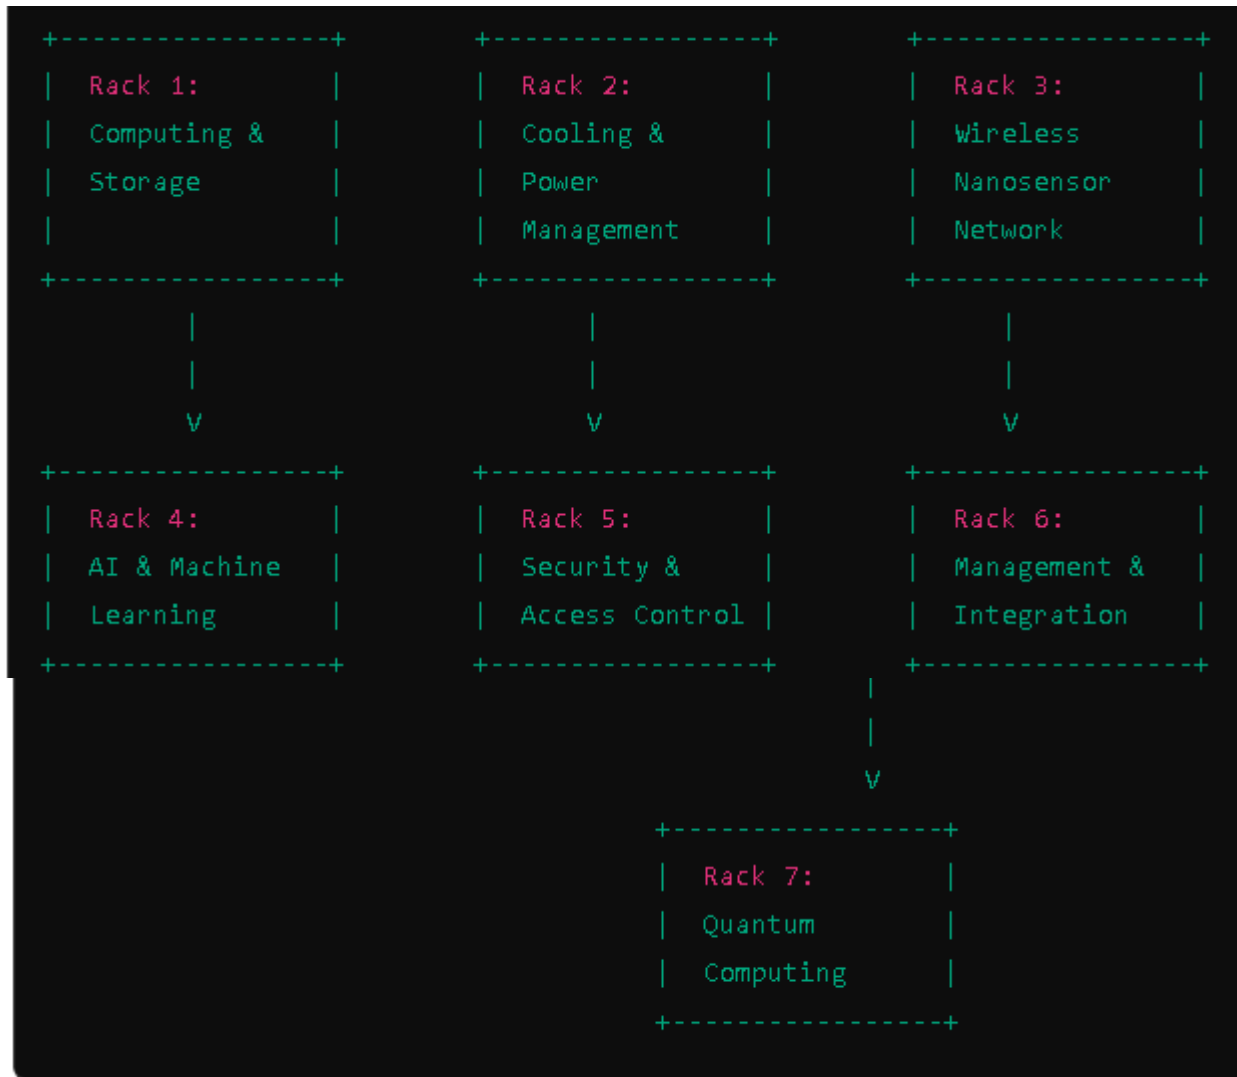 +-----------------+ +-----------------+ +-----------------+
| Rack 1: | | Rack 2: | | Rack 3: |
| Computing & | | Cooling & | | Wireless |
| Storage | | Power | | Nanosensor |
| | | Management | | Network |
+-----------------+ +-----------------+ +-----------------+
| | |
| | |
V V V
+-----------------+ +-----------------+ +-----------------+
| Rack 4: | | Rack 5: | | Rack 6: |
| AI & Machine | | Security & | | Management & |
| Learning | | Access Control | | Integration |
+-----------------+ +-----------------+ +-----------------+
|
|
V
+-----------------+
| Rack 7: |
| Quantum |
| Computing |
+-----------------+